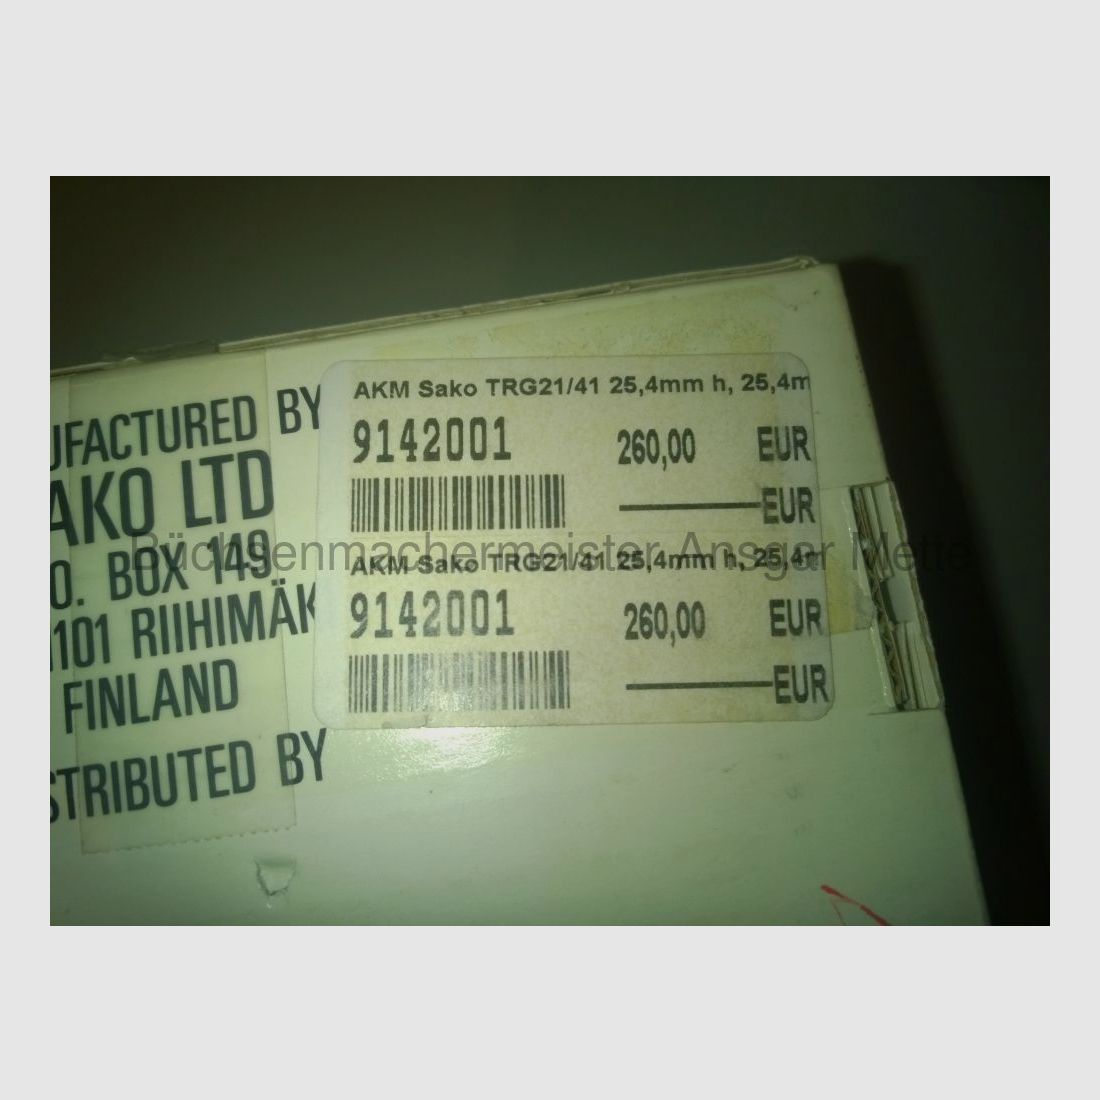 UFACTURED BY
AKO LTD
O. BOX 149
101 RIIHIMÄK
FINLAND
STRIBUTED BY
AKM Sako TRG21/41 25,4mm h, 25,4m
9142001 260,00 EUR
EUR
AKM Sako TRG21/41 25,4mm h, 25,4m
9142001 260,00 EUR
EUR
Büchsenmachermeister Ansgar Mette